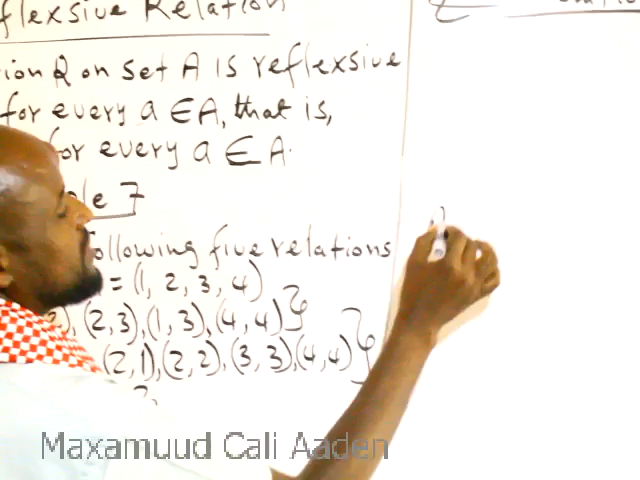 flexsive Relation
ion R on set A is reflexsive
for every a ∈ A, that is,
for every a ∈ A.
le 7
ollowing five relations
= (1, 2, 3, 4)
2), (2,3), (1,3), (4,4)}
(2,1), (2,2), (3,3), (4,4)}
Maxamuud Cali Aaden